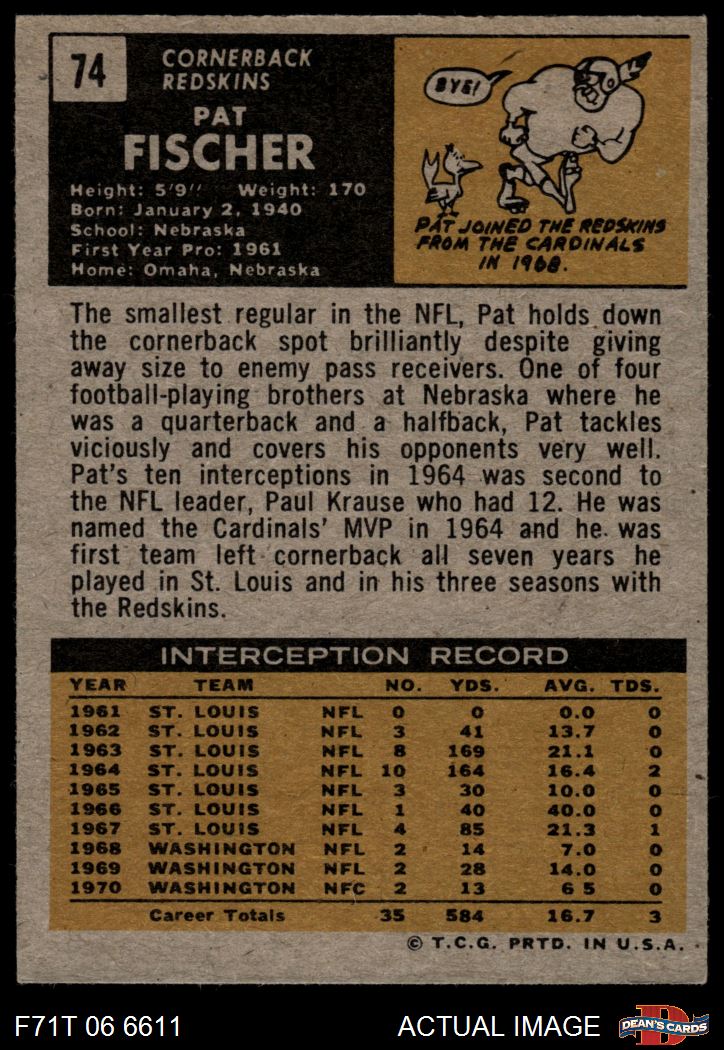 74
CORNERBACK
REDSKINS
PAT
FISCHER
Height: 5'9" Weight: 170
Born: January 2, 1940
School: Nebraska
First Year Pro: 1961
Home: Omaha, Nebraska
BYE!
PAT JOINED THE REDSKINS
FROM THE CARDINALS
IN 1968.
The smallest regular in the NFL, Pat holds down
the cornerback spot brilliantly despite giving
away size to enemy pass receivers. One of four
football-playing brothers at Nebraska where he
was a quarterback and a halfback, Pat tackles
viciously and covers his opponents very well.
Pat's ten interceptions in 1964 was second to
the NFL leader, Paul Krause who had 12. He was
named the Cardinals' MVP in 1964 and he was
first team left cornerback all seven years he
played in St. Louis and in his three seasons with
the Redskins.
INTERCEPTION RECORD
YEAR TEAM NO. YDS. AVG. TDS.
1961 ST. LOUIS NFL 0 0 0.0 0
1962 ST. LOUIS NFL 3 41 13.7 0
1963 ST. LOUIS NFL 8 169 21.1 0
1964 ST. LOUIS NFL 10 164 16.4 2
1965 ST. LOUIS NFL 3 30 10.0 0
1966 ST. LOUIS NFL 1 40 40.0 0
1967 ST. LOUIS NFL 4 85 21.3 1
1968 WASHINGTON NFL 2 14 7.0 0
1969 WASHINGTON NFL 2 28 14.0 0
1970 WASHINGTON NFC 2 13 6 5 0
Career Totals 35 584 16.7 3
© T.C.G. PRTD. IN U.S.A.
F71T 06 6611 ACTUAL IMAGE D DEAN'S CARDS